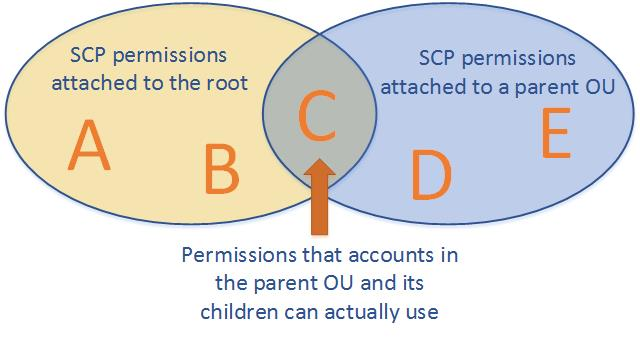 SCP permissions
attached to the root
SCP permissions
attached to a parent OU
A
B
C
D
E
Permissions that accounts in
the parent OU and its
children can actually use